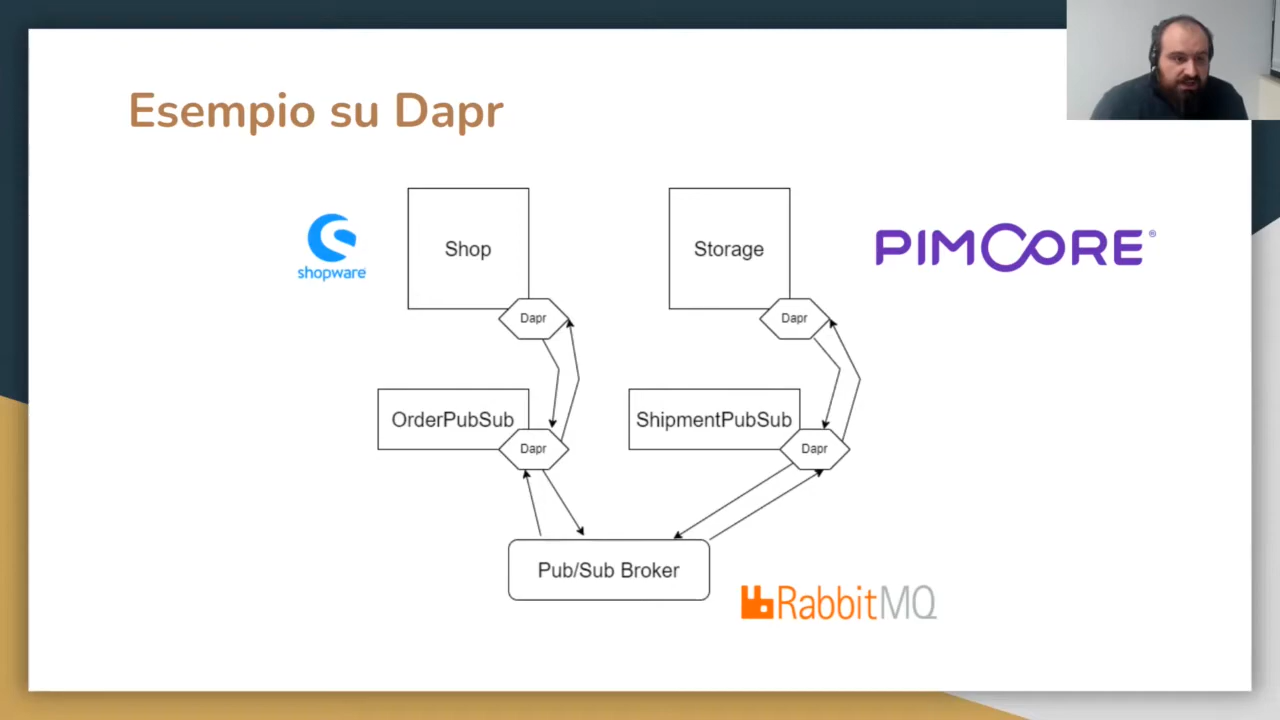 Esempio su Dapr
shopware
Shop
Storage
PIMCORE®
Dapr
Dapr
OrderPubSub
ShipmentPubSub
Dapr
Dapr
Pub/Sub Broker
RabbitMQ